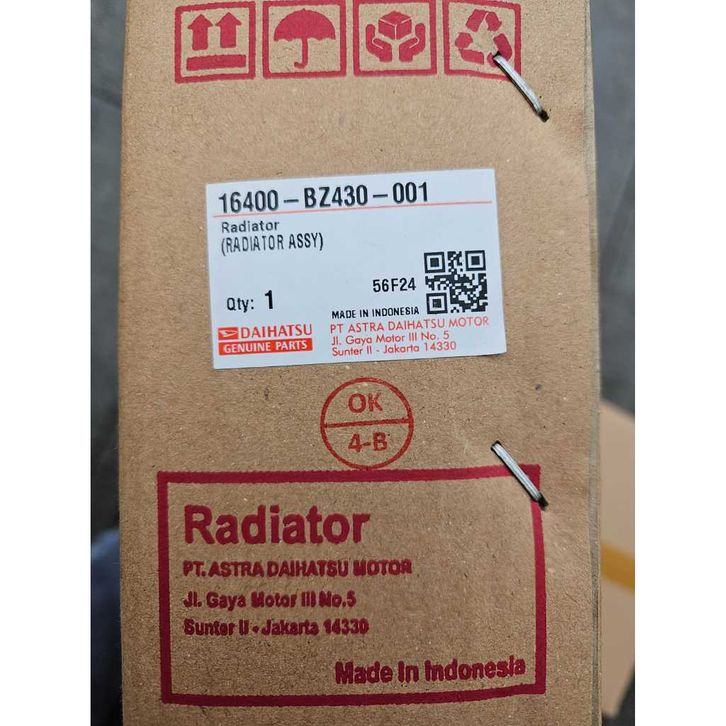 16400-BZ430-001
Radiator
(RADIATOR ASSY)
56F24
Qty: 1
MADE IN INDONESIA
DAIHATSU
GENUINE PARTS
PT ASTRA DAIHATSU MOTOR
Jl. Gaya Motor III No. 5
Sunter II - Jakarta 14330
OK
4-B
Radiator
PT. ASTRA DAIHATSU MOTOR
Jl. Gaya Motor III No.5
Sunter II - Jakarta 14330
Made In Indonesia